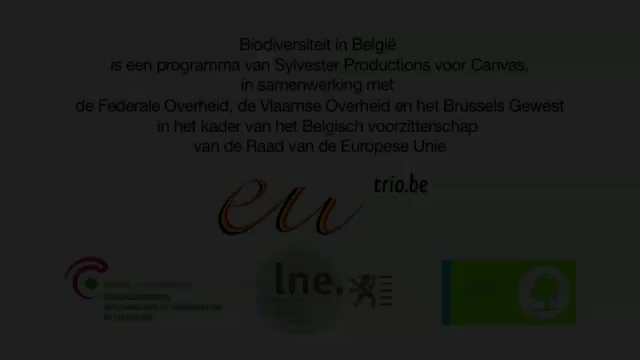 Biodiversiteit in België
is een programma van Sylvester Productions voor Canvas,
in samenwerking met
de Federale Overheid, de Vlaamse Overheid en het Brussels Gewest
in het kader van het Belgisch voorzitterschap
van de Raad van de Europese Unie
eu
trio.be
lne.